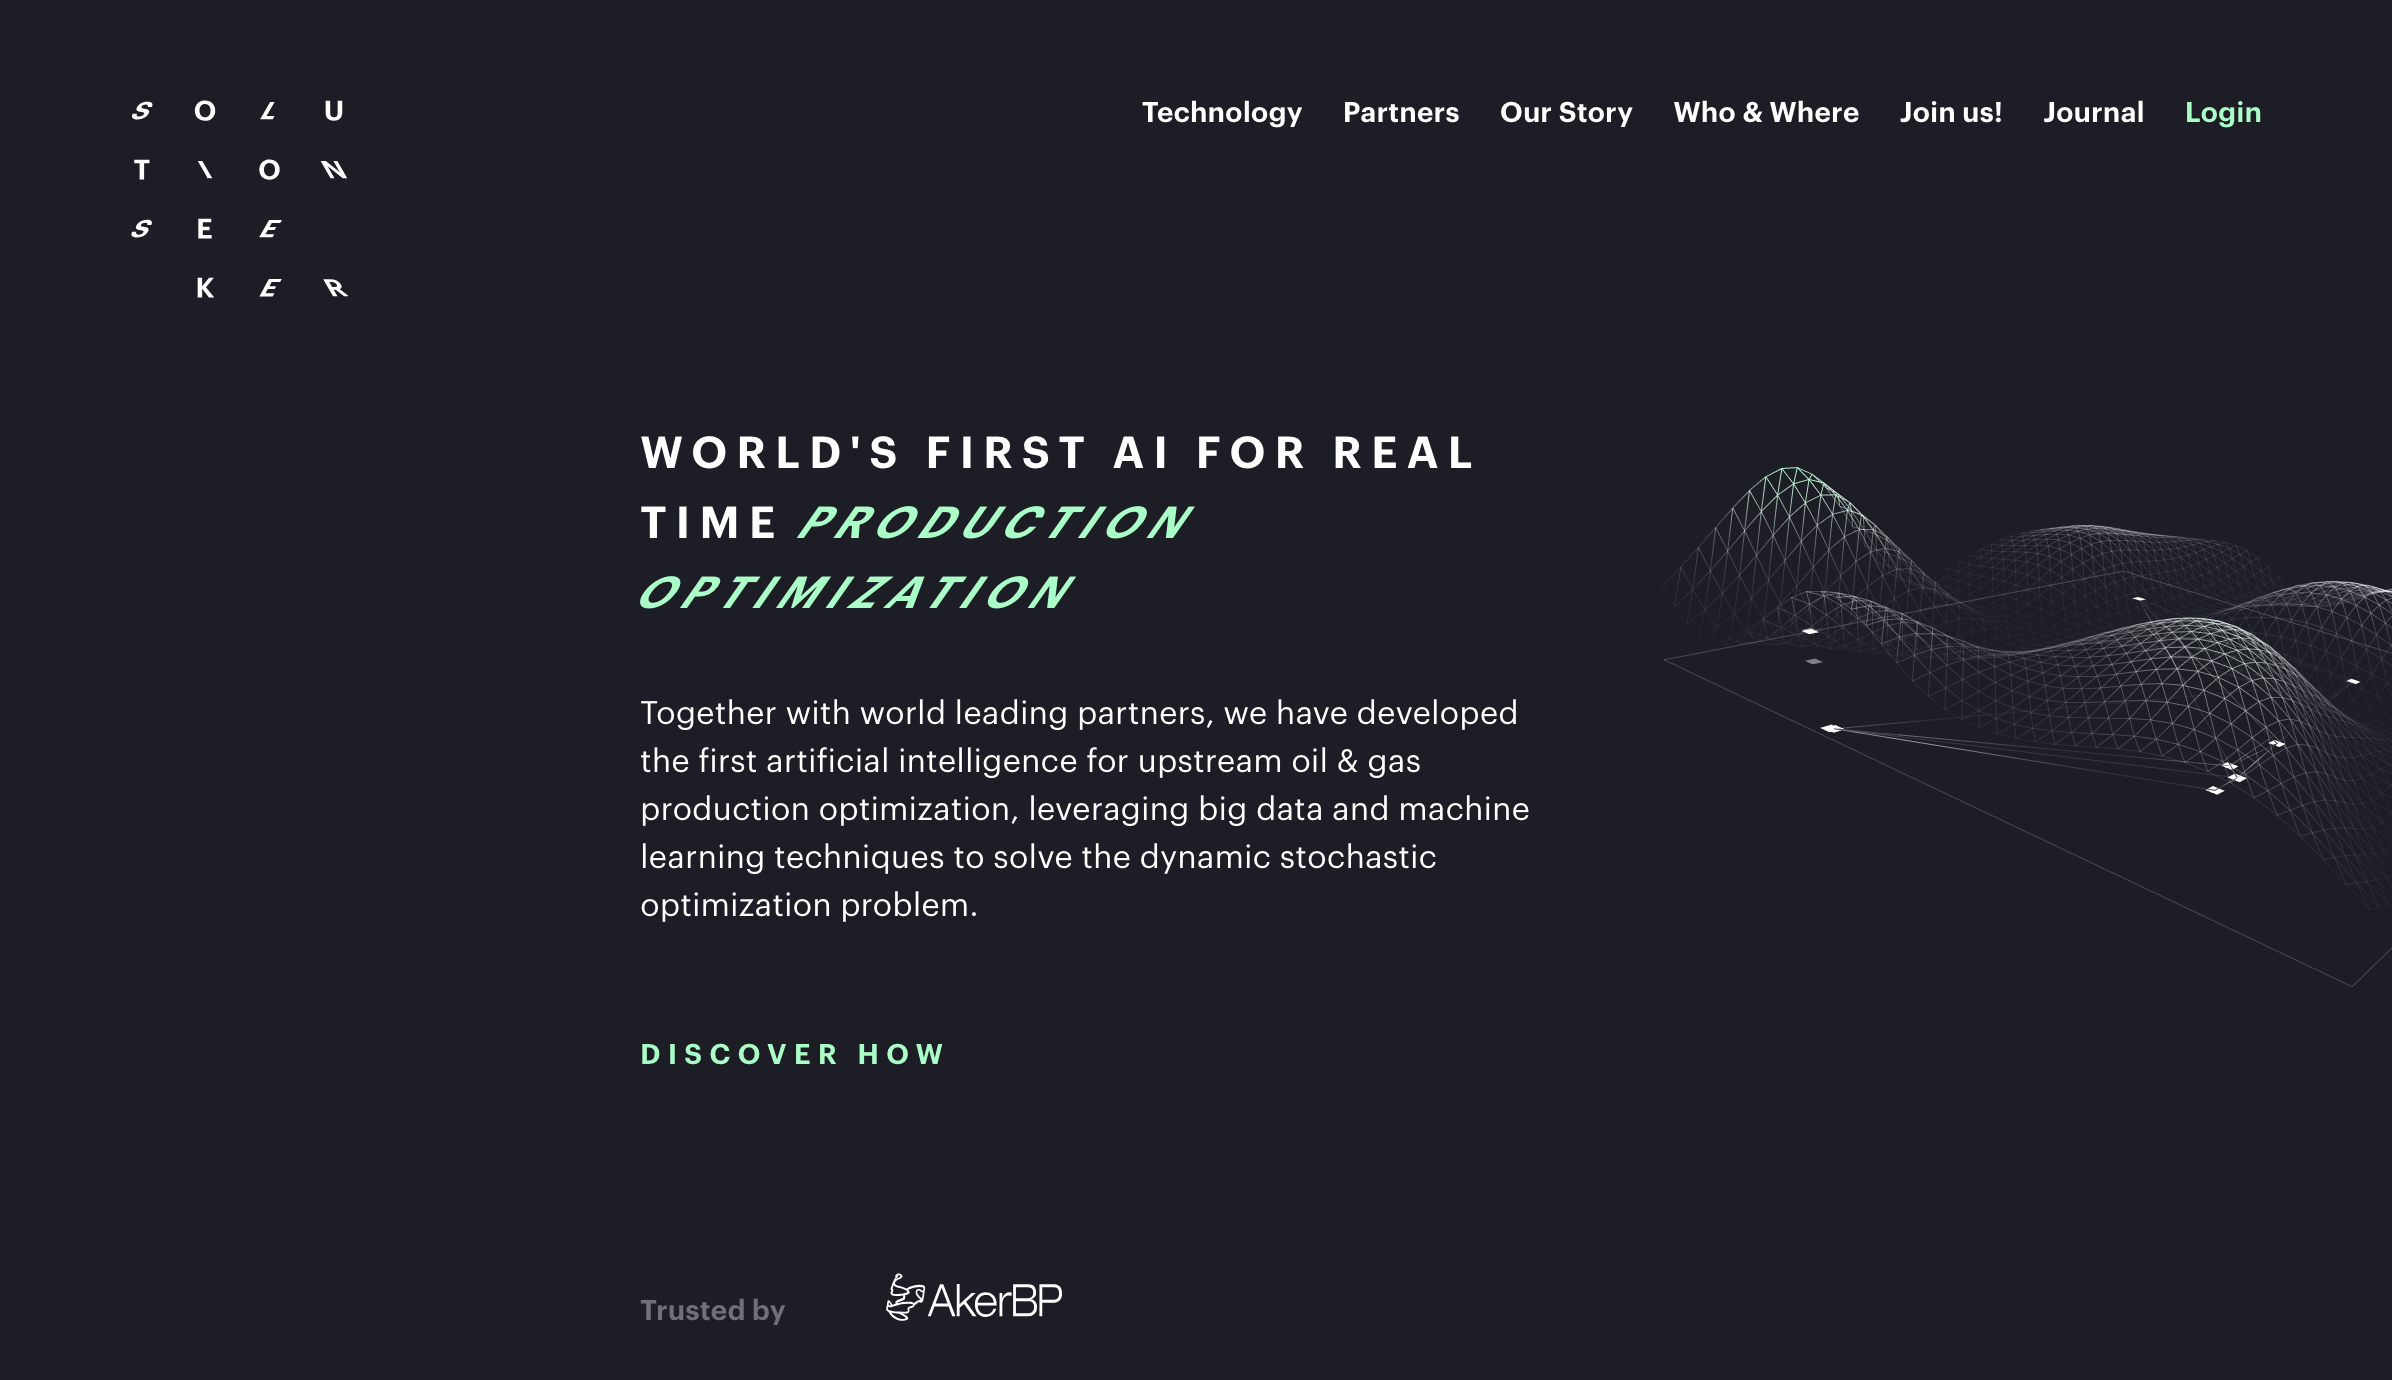 S O L U
T I O N
S E E
K E R
Technology Partners Our Story Who & Where Join us! Journal Login
WORLD'S FIRST AI FOR REAL
TIME PRODUCTION
OPTIMIZATION
Together with world leading partners, we have developed
the first artificial intelligence for upstream oil & gas
production optimization, leveraging big data and machine
learning techniques to solve the dynamic stochastic
optimization problem.
DISCOVER HOW
Trusted by AkerBP